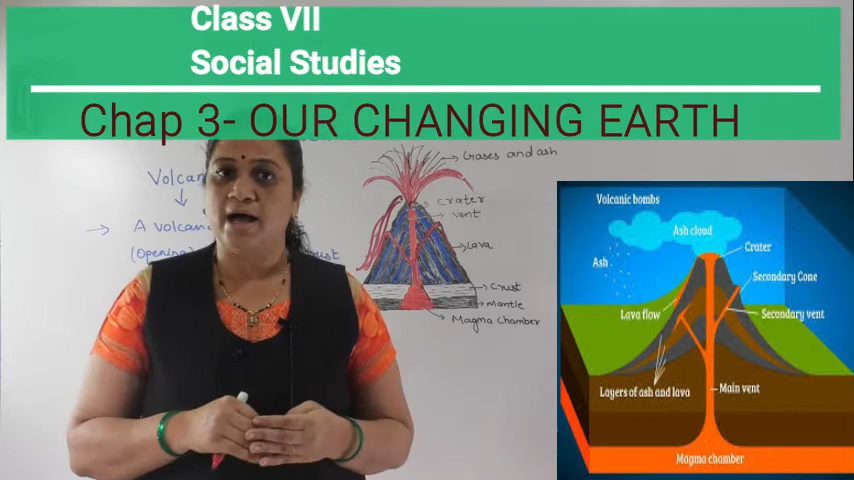 Class VII
Social Studies
Chap 3- OUR CHANGING EARTH
Gases and ash
crater
vent
lava
Crust
Mantle
Magma chamber
A
(Opening)
Volcanic bombs
Ash cloud
Crater
Ash
Secondary Cone
Lava flow
Secondary vent
Layers of ash and lava
Main vent
Magma chamber